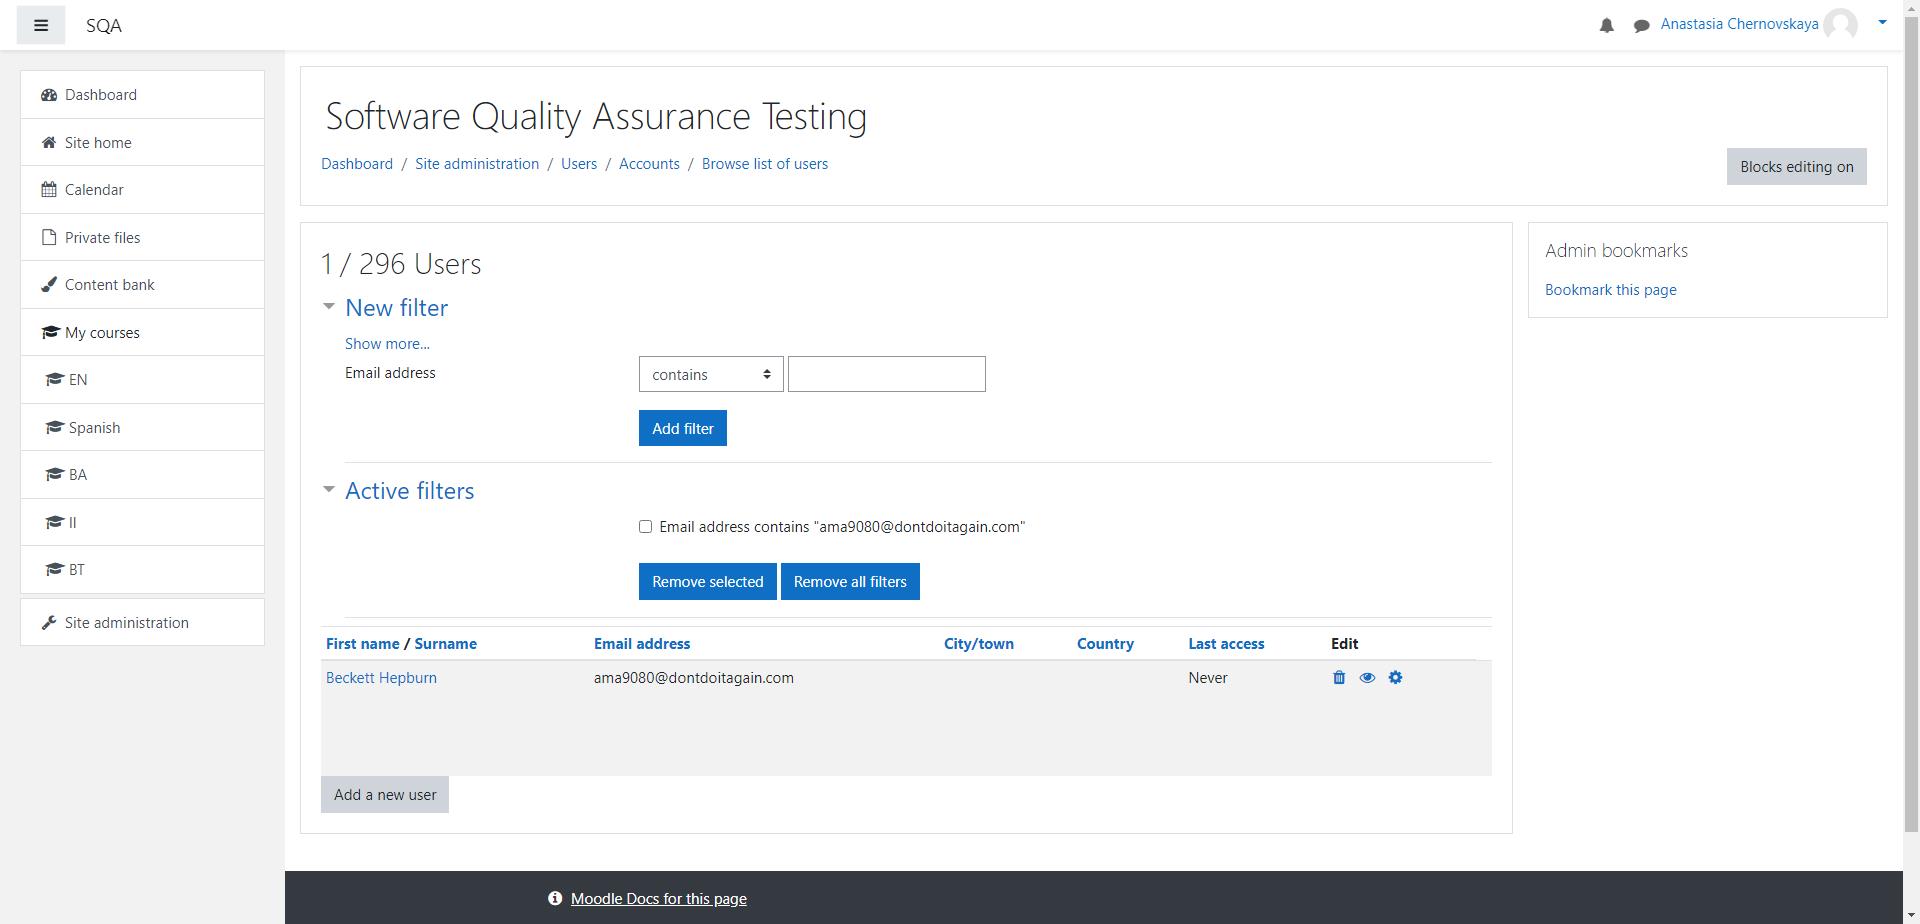 SQA
Anastasia Chernovskaya
Dashboard
Site home
Calendar
Private files
Content bank
My courses
EN
Spanish
BA
II
BT
Site administration
Software Quality Assurance Testing
Dashboard / Site administration / Users / Accounts / Browse list of users
Blocks editing on
1 / 296 Users
New filter
Show more...
Email address contains
Add filter
Active filters
Email address contains "ama9080@dontdoitagain.com"
Remove selected Remove all filters
First name / Surname Email address City/town Country Last access Edit
Beckett Hepburn ama9080@dontdoitagain.com Never
Add a new user
Admin bookmarks
Bookmark this page
Moodle Docs for this page